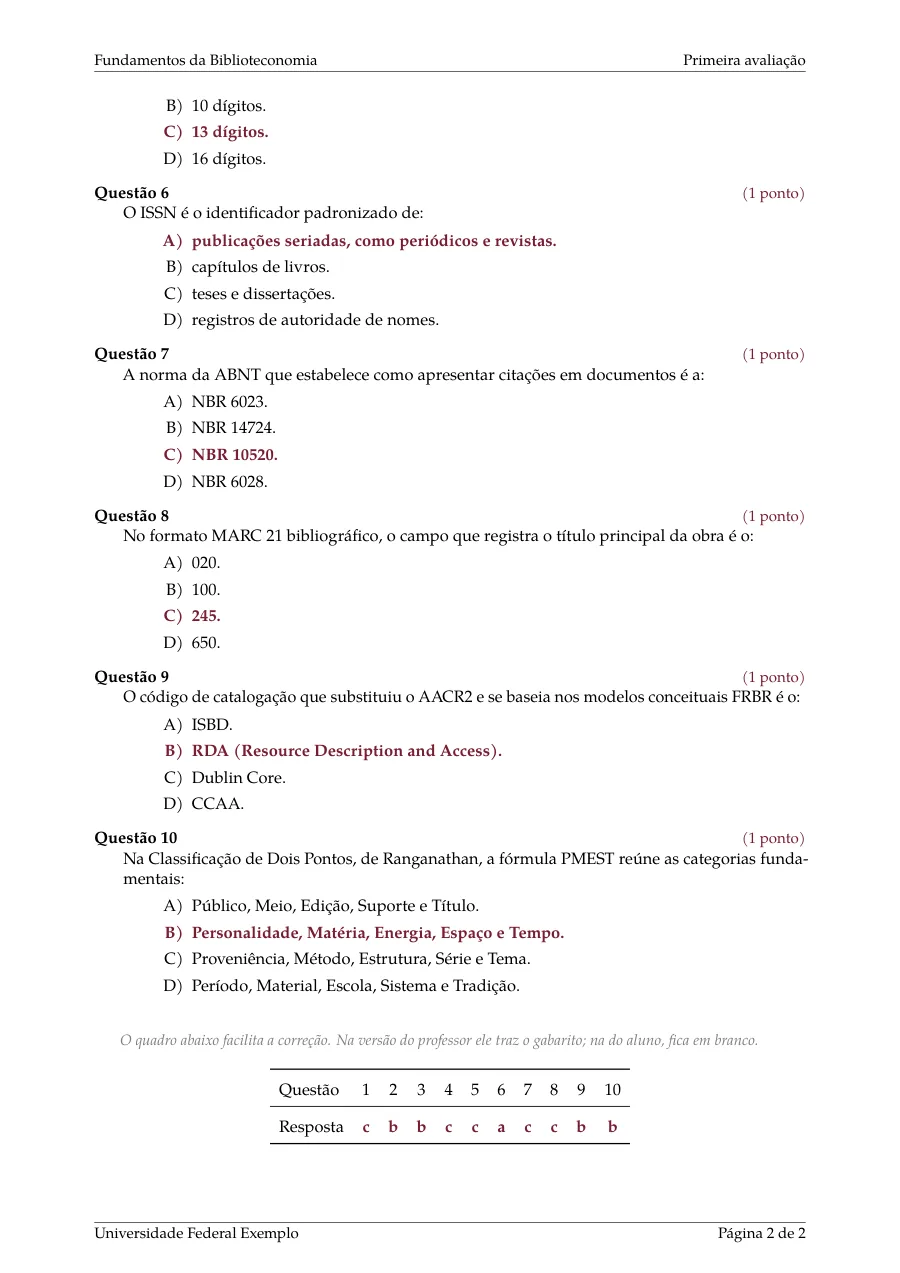 Fundamentos da Biblioteconomia Primeira avaliação
B) 10 dígitos.
C) 13 dígitos.
D) 16 dígitos.
Questão 6 (1 ponto)
O ISSN é o identificador padronizado de:
A) publicações seriadas, como periódicos e revistas.
B) capítulos de livros.
C) teses e dissertações.
D) registros de autoridade de nomes.
Questão 7 (1 ponto)
A norma da ABNT que estabelece como apresentar citações em documentos é a:
A) NBR 6023.
B) NBR 14724.
C) NBR 10520.
D) NBR 6028.
Questão 8 (1 ponto)
No formato MARC 21 bibliográfico, o campo que registra o título principal da obra é o:
A) 020.
B) 100.
C) 245.
D) 650.
Questão 9 (1 ponto)
O código de catalogação que substituiu o AACR2 e se baseia nos modelos conceituais FRBR é o:
A) ISBD.
B) RDA (Resource Description and Access).
C) Dublin Core.
D) CCAA.
Questão 10 (1 ponto)
Na Classificação de Dois Pontos, de Ranganathan, a fórmula PMEST reúne as categorias funda-
mentais:
A) Público, Meio, Edição, Suporte e Título.
B) Personalidade, Matéria, Energia, Espaço e Tempo.
C) Proveniência, Método, Estrutura, Série e Tema.
D) Período, Material, Escola, Sistema e Tradição.
O quadro abaixo facilita a correção. Na versão do professor ele traz o gabarito; na do aluno, fica em branco.
Questão 1 2 3 4 5 6 7 8 9 10
Resposta c b b c c a c c b b
Universidade Federal Exemplo Página 2 de 2